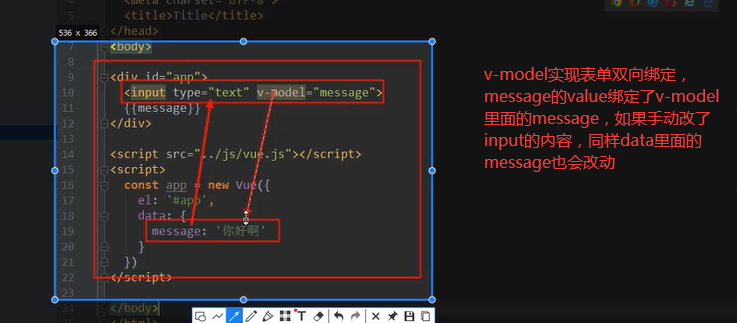 4 <meta charset="UTF-8">
5 <title>Title</title>
6 </head>
536 x 366
7 <body>
8
9 <div id="app">
10 <input type="text" v-model="message">
11 {{message}}
12 </div>
13
14 <script src="../js/vue.js"></script>
15 <script>
16 const app = new Vue({
17 el: '#app',
18 data: {
19 message: '你好啊'
20 }
21 })
22 </script>
23
24 </body>
25 </html>
v-model实现表单双向绑定，
message的value绑定了v-model
里面的message，如果手动改了
input的内容，同样data里面的
message也会改动